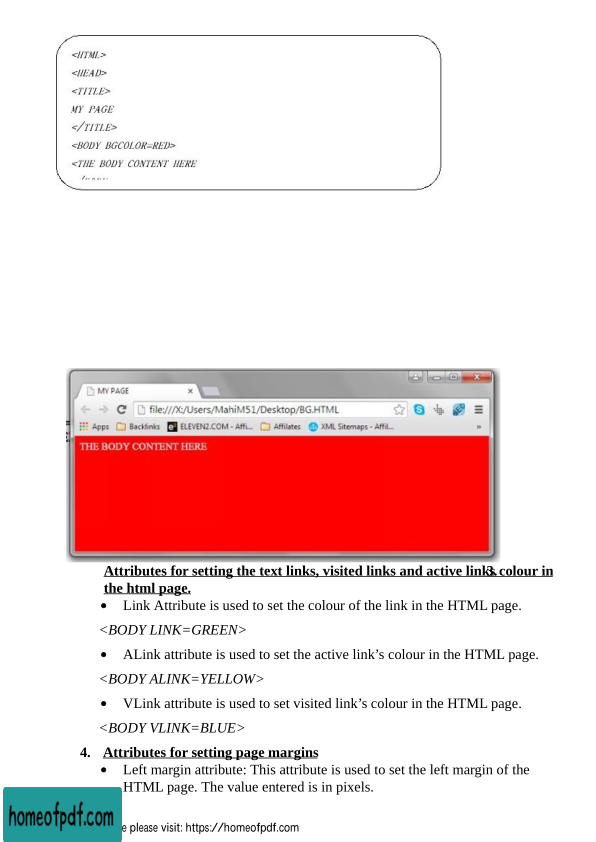 <HTML>
<HEAD>
<TITLE>
MY PAGE
</TITLE>
<BODY BGCOLOR=RED>
<THE BODY CONTENT HERE
MY PAGE
file:///X:/Users/MahiM51/Desktop/BG.HTML
Apps Backlinks ELEVEN2.COM - Affi... Affilates XML Sitemaps - Affil... »
THE BODY CONTENT HERE
3. Attributes for setting the text links, visited links and active links colour in
the html page.
• Link Attribute is used to set the colour of the link in the HTML page.
<BODY LINK=GREEN>
• ALink attribute is used to set the active link’s colour in the HTML page.
<BODY ALINK=YELLOW>
• VLink attribute is used to set visited link’s colour in the HTML page.
<BODY VLINK=BLUE>
4. Attributes for setting page margins
• Left margin attribute: This attribute is used to set the left margin of the
HTML page. The value entered is in pixels.
homeofpdf.com
e please visit: https://homeofpdf.com